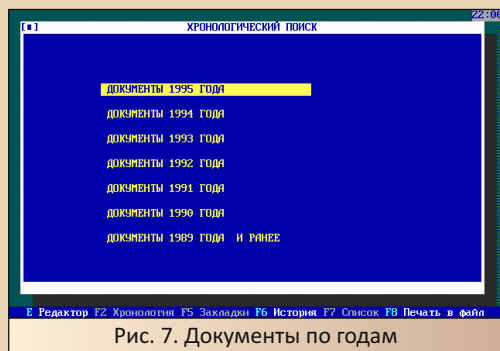 22:00
[■] ХРОНОЛОГИЧЕСКИЙ ПОИСК
ДОКУМЕНТЫ 1995 ГОДА
ДОКУМЕНТЫ 1994 ГОДА
ДОКУМЕНТЫ 1993 ГОДА
ДОКУМЕНТЫ 1992 ГОДА
ДОКУМЕНТЫ 1991 ГОДА
ДОКУМЕНТЫ 1990 ГОДА
ДОКУМЕНТЫ 1989 ГОДА И РАНЕЕ
E Редактор F2 Хронология F5 Закладки F6 История F7 Список F8 Печать в файл
Рис. 7. Документы по годам